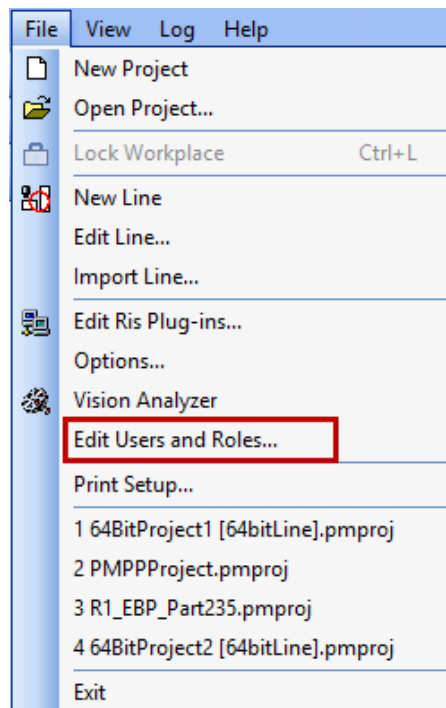 File View Log Help
New Project
Open Project...
Lock Workplace Ctrl+L
New Line
Edit Line...
Import Line...
Edit Ris Plug-ins...
Options...
Vision Analyzer
Edit Users and Roles...
Print Setup...
1 64BitProject1 [64bitLine].pmproj
2 PMPPProject.pmproj
3 R1_EBP_Part235.pmproj
4 64BitProject2 [64bitLine].pmproj
Exit